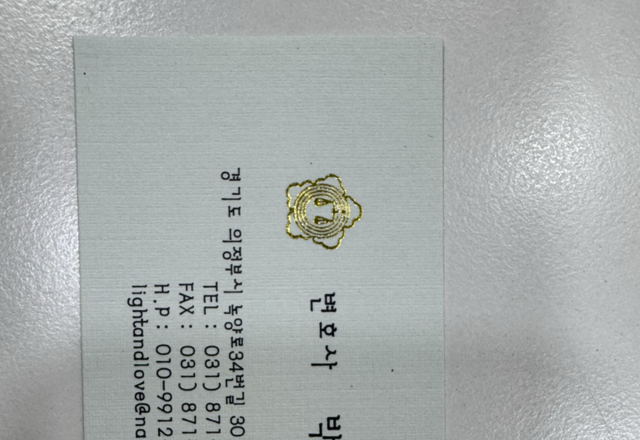 변호사 박
경기도 의정부시 녹양로34번길 30
TEL : 031) 871
FAX : 031) 871
H.P : 010-9912
lightandlove@na